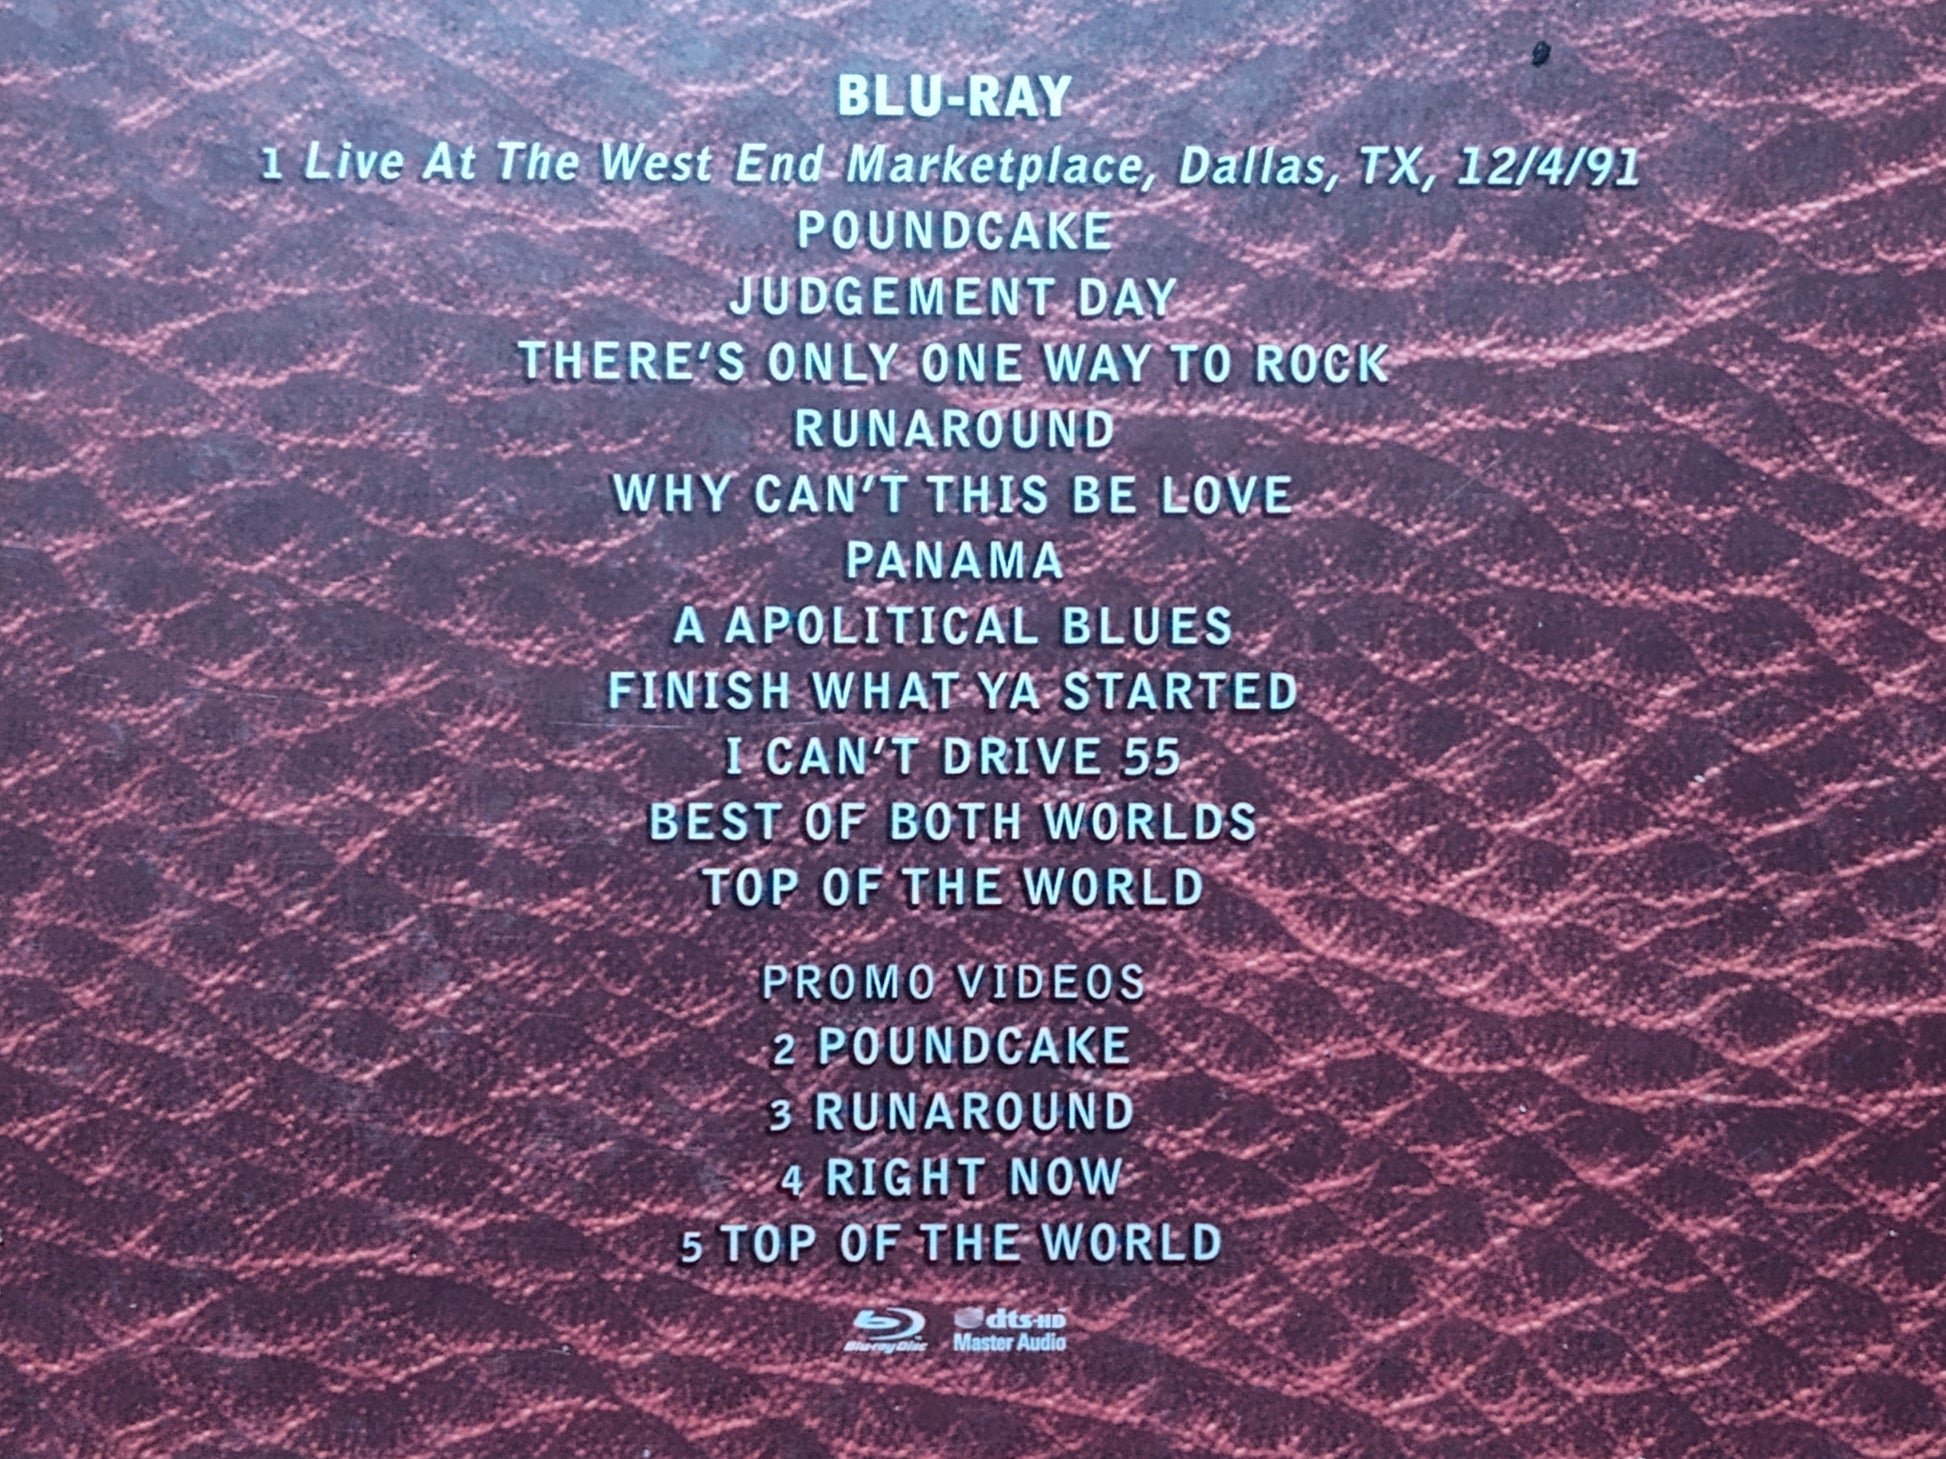 BLU-RAY
1 Live At The West End Marketplace, Dallas, TX, 12/4/91
POUNDCAKE
JUDGEMENT DAY
THERE'S ONLY ONE WAY TO ROCK
RUNAROUND
WHY CAN'T THIS BE LOVE
PANAMA
A APOLITICAL BLUES
FINISH WHAT YA STARTED
I CAN'T DRIVE 55
BEST OF BOTH WORLDS
TOP OF THE WORLD
PROMO VIDEOS
2 POUNDCAKE
3 RUNAROUND
4 RIGHT NOW
5 TOP OF THE WORLD
Blu-ray Disc
dts-HD
Master Audio